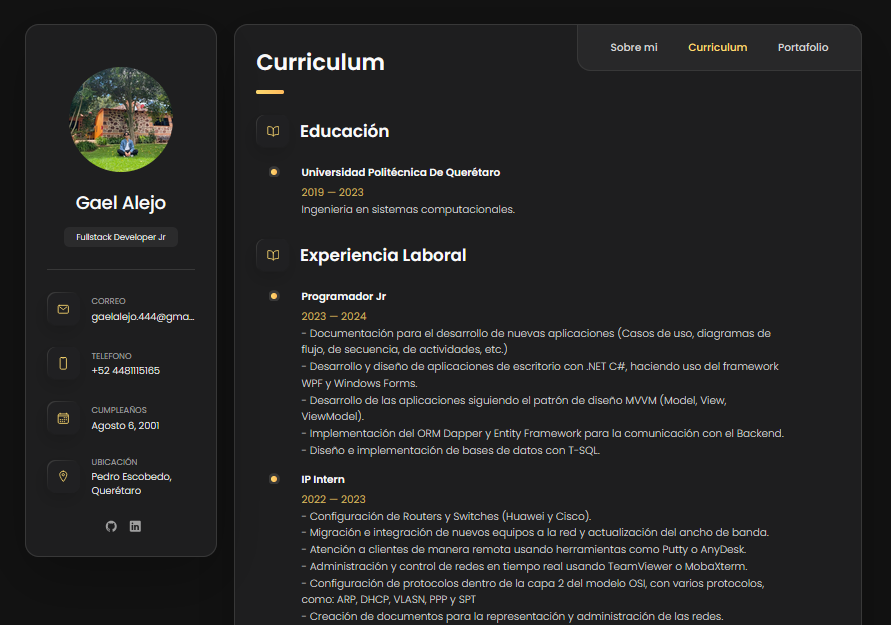 Gael Alejo
Fullstack Developer Jr
CORREO
gaelalejo.444@gma...
TELEFONO
+52 4481115165
CUMPLEAÑOS
Agosto 6, 2001
UBICACIÓN
Pedro Escobedo,
Querétaro
Sobre mi
Curriculum
Portafolio
Curriculum
Educación
Universidad Politécnica De Querétaro
2019 — 2023
Ingenieria en sistemas computacionales.
Experiencia Laboral
Programador Jr
2023 — 2024
- Documentación para el desarrollo de nuevas aplicaciones (Casos de uso, diagramas de
flujo, de secuencia, de actividades, etc.)
- Desarrollo y diseño de aplicaciones de escritorio con .NET C#, haciendo uso del framework
WPF y Windows Forms.
- Desarrollo de las aplicaciones siguiendo el patrón de diseño MVVM (Model, View,
ViewModel).
- Implementación del ORM Dapper y Entity Framework para la comunicación con el Backend.
- Diseño e implementación de bases de datos con T-SQL.
IP Intern
2022 — 2023
- Configuración de Routers y Switches (Huawei y Cisco).
- Migración e integración de nuevos equipos a la red y actualización del ancho de banda.
- Atención a clientes de manera remota usando herramientas como Putty o AnyDesk.
- Administración y control de redes en tiempo real usando TeamViewer o MobaXterm.
- Configuración de protocolos dentro de la capa 2 del modelo OSI, con varios protocolos,
como: ARP, DHCP, VLASN, PPP y SPT
- Creación de documentos para la representación y administración de las redes.